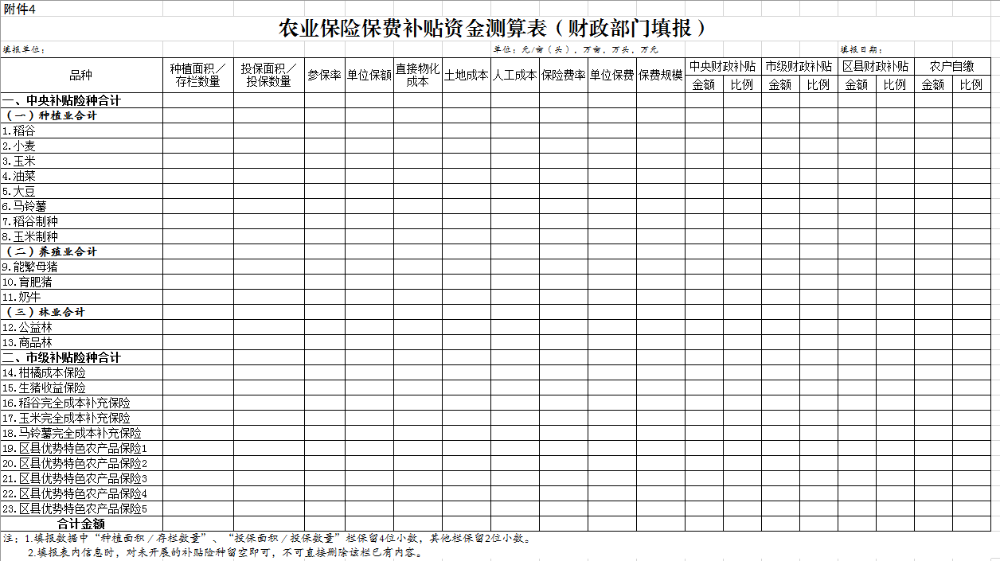 附件4
农业保险保费补贴资金测算表（财政部门填报）
填报单位： 单位：元/亩（头），万亩，万头，万元 填报日期：
品种 种植面积／存栏数量 投保面积／投保数量 参保率 单位保额 直接物化成本 土地成本 人工成本 保险费率 单位保费 保费规模 中央财政补贴 市级财政补贴 区县财政补贴 农户自缴
金额 比例 金额 比例 金额 比例 金额 比例
一、中央补贴险种合计
（一）种植业合计
1.稻谷
2.小麦
3.玉米
4.油菜
5.大豆
6.马铃薯
7.稻谷制种
8.玉米制种
（二）养殖业合计
9.能繁母猪
10.育肥猪
11.奶牛
（三）林业合计
12.公益林
13.商品林
二、市级补贴险种合计
14.柑橘成本保险
15.生猪收益保险
16.稻谷完全成本补充保险
17.玉米完全成本补充保险
18.马铃薯完全成本补充保险
19.区县优势特色农产品保险1
20.区县优势特色农产品保险2
21.区县优势特色农产品保险3
22.区县优势特色农产品保险4
23.区县优势特色农产品保险5
合计金额
注：1.填报数据中“种植面积／存栏数量”、“投保面积／投保数量”栏保留4位小数，其他栏保留2位小数。
2.填报表内信息时，对未开展的补贴险种留空即可，不可直接删除该栏已有内容。